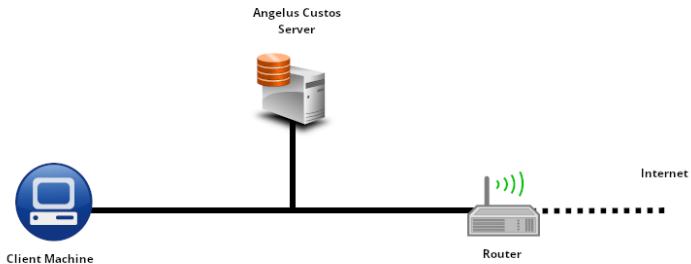 Angelus Custos
Server
Internet
Client Machine
Router